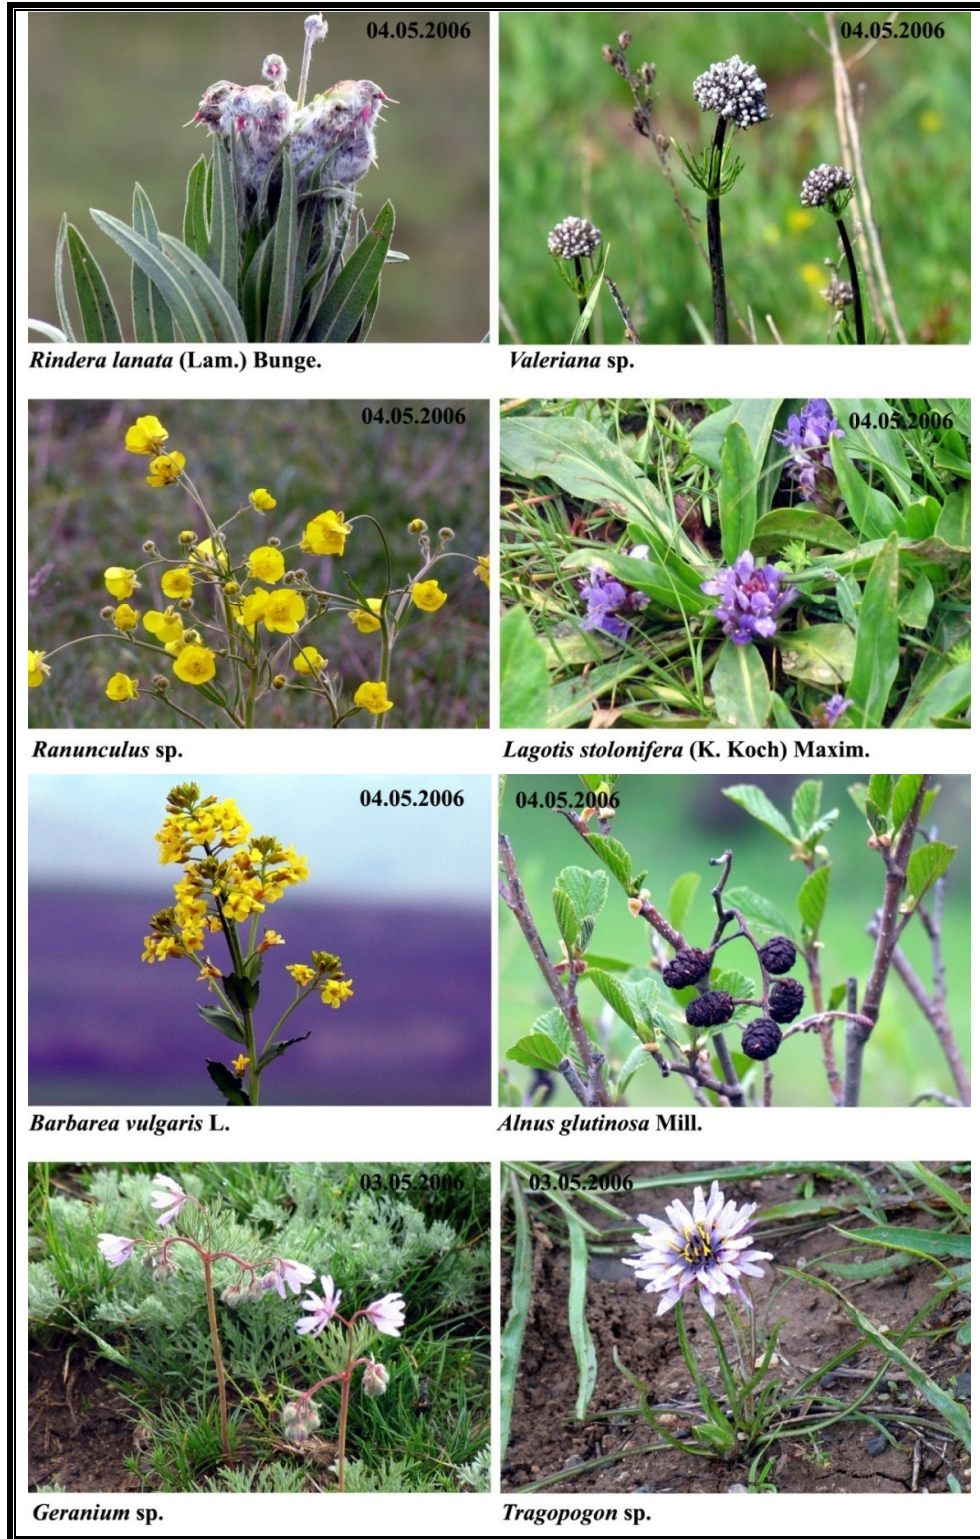 04.05.2006
04.05.2006
Rindera lanata (Lam.) Bunge.
Valeriana sp.
04.05.2006
04.05.2006
Ranunculus sp.
Lagotis stolonifera (K. Koch) Maxim.
04.05.2006
04.05.2006
Barbarea vulgaris L.
Alnus glutinosa Mill.
03.05.2006
03.05.2006
Geranium sp.
Tragopogon sp.